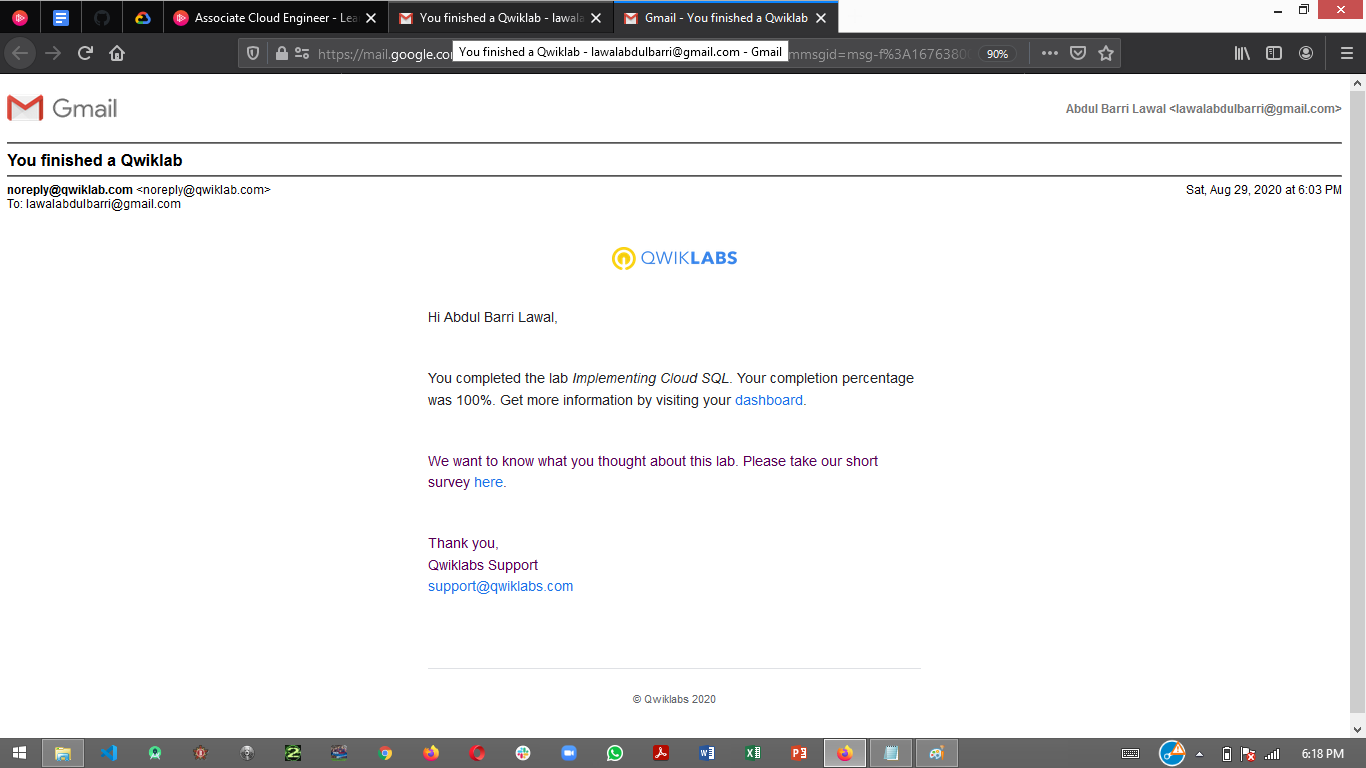 Associate Cloud Engineer - Lea
You finished a Qwiklab - lawala
Gmail - You finished a Qwiklab
https://mail.google.co
You finished a Qwiklab - lawalabdulbarri@gmail.com - Gmail
90%
Gmail
Abdul Barri Lawal <lawalabdulbarri@gmail.com>
You finished a Qwiklab
noreply@qwiklab.com <noreply@qwiklab.com>
Sat, Aug 29, 2020 at 6:03 PM
To: lawalabdulbarri@gmail.com
QWIKLABS
Hi Abdul Barri Lawal,
You completed the lab Implementing Cloud SQL. Your completion percentage
was 100%. Get more information by visiting your dashboard.
We want to know what you thought about this lab. Please take our short
survey here.
Thank you,
Qwiklabs Support
support@qwiklabs.com
© Qwiklabs 2020
6:18 PM